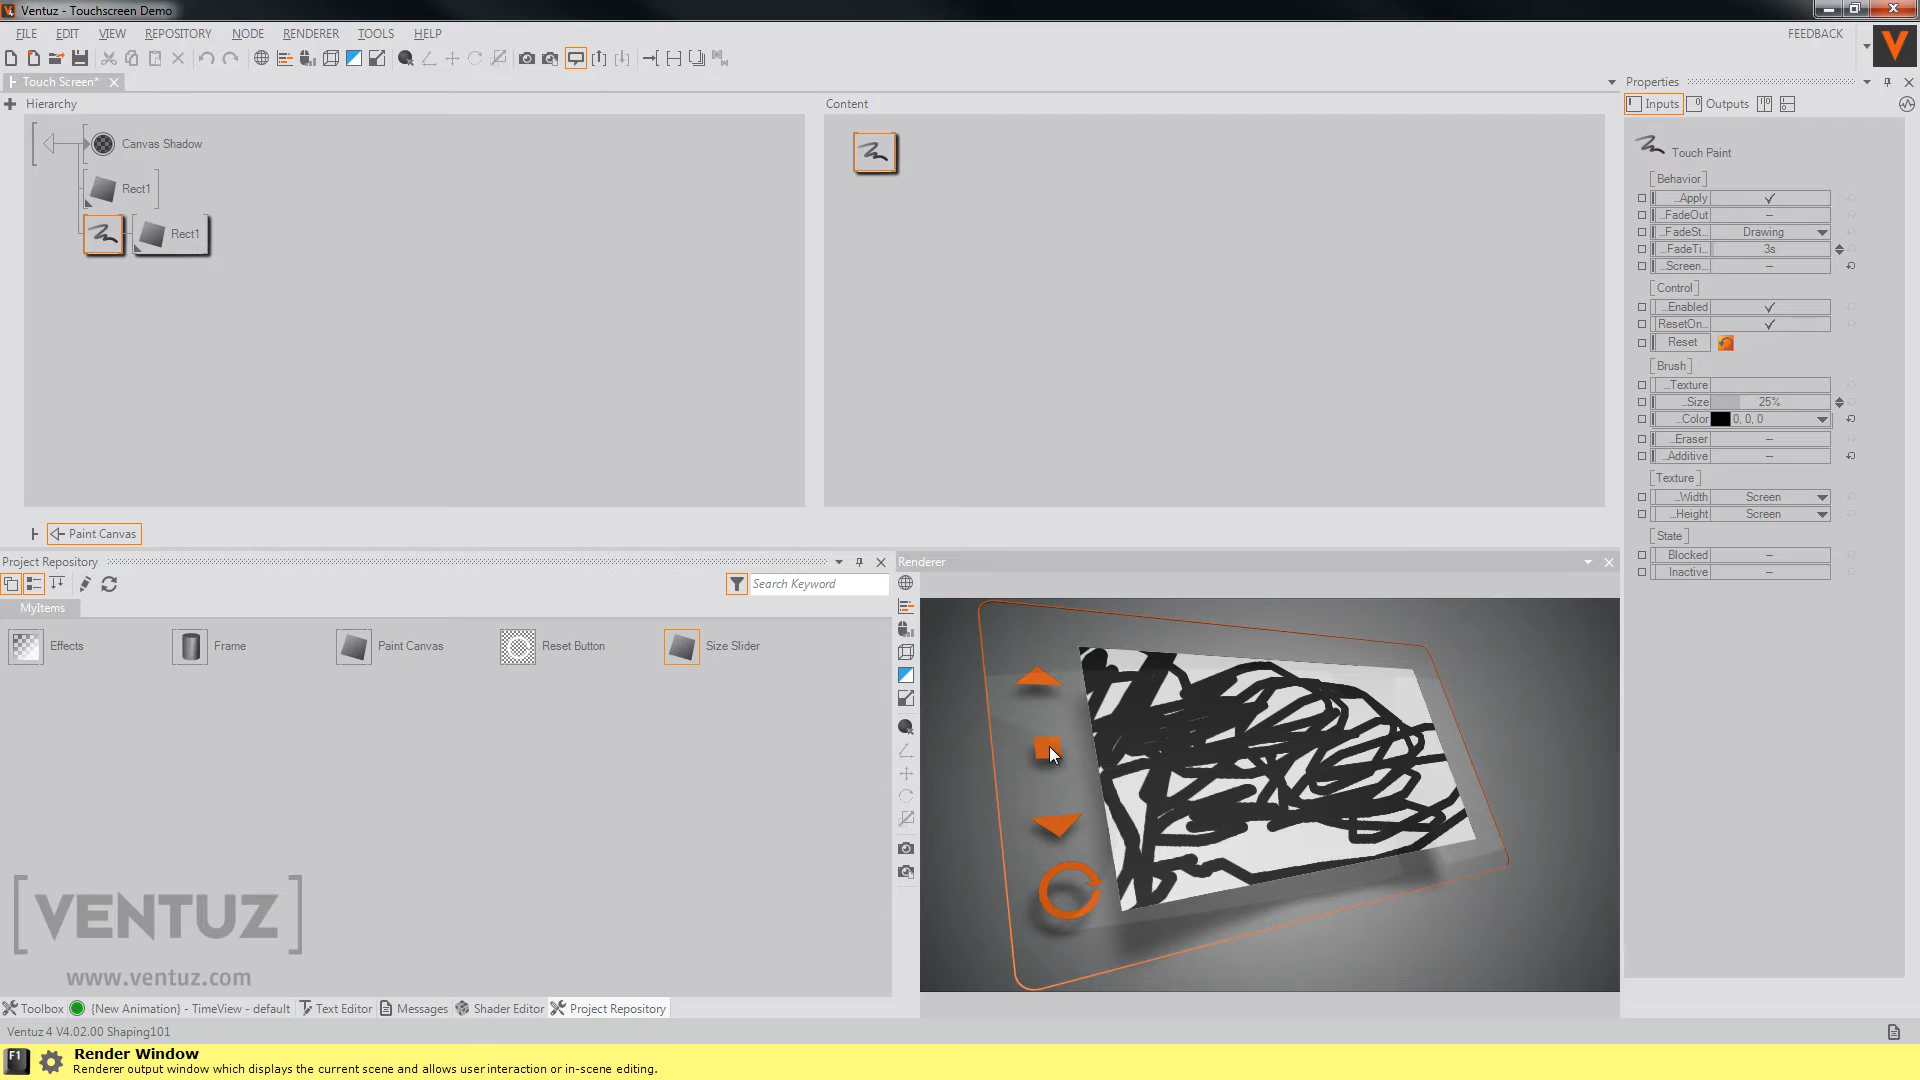 Ventuz - Touchscreen Demo
FILE EDIT VIEW REPOSITORY NODE RENDERER TOOLS HELP
FEEDBACK
Touch Screen*
Hierarchy
Content
Canvas Shadow
Rect1
Rect1
Paint Canvas
Properties
Inputs Outputs
Touch Paint
[Behavior]
...Apply
...FadeOut
...FadeSt... Drawing
...FadeTi... 3s
...Screen...
[Control]
...Enabled
ResetOn...
Reset
[Brush]
...Texture
...Size 25%
...Color 0, 0, 0
...Eraser
...Additive
[Texture]
...Width Screen
...Height Screen
[State]
Blocked
Inactive
Project Repository
Search Keyword
MyItems
Effects Frame Paint Canvas Reset Button Size Slider
Renderer
[VENTUZ]
www.ventuz.com
Toolbox {New Animation} - TimeView - default Text Editor Messages Shader Editor Project Repository
Ventuz 4 V4.02.00 Shaping101
F1
Render Window
Renderer output window which displays the current scene and allows user interaction or in-scene editing.